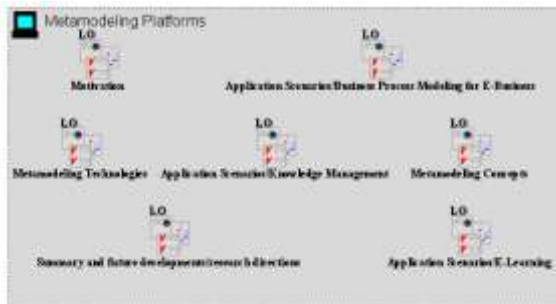 Metamodeling Platforms
LO
LO
Motivation
Application Scenarios/Business Process Modeling for E-Business
LO
LO
LO
Metamodeling Technologies
Application Scenarios/Knowledge Management
Metamodeling Concepts
LO
LO
Summary and future developments/research directions
Application Scenarios/E-Learning